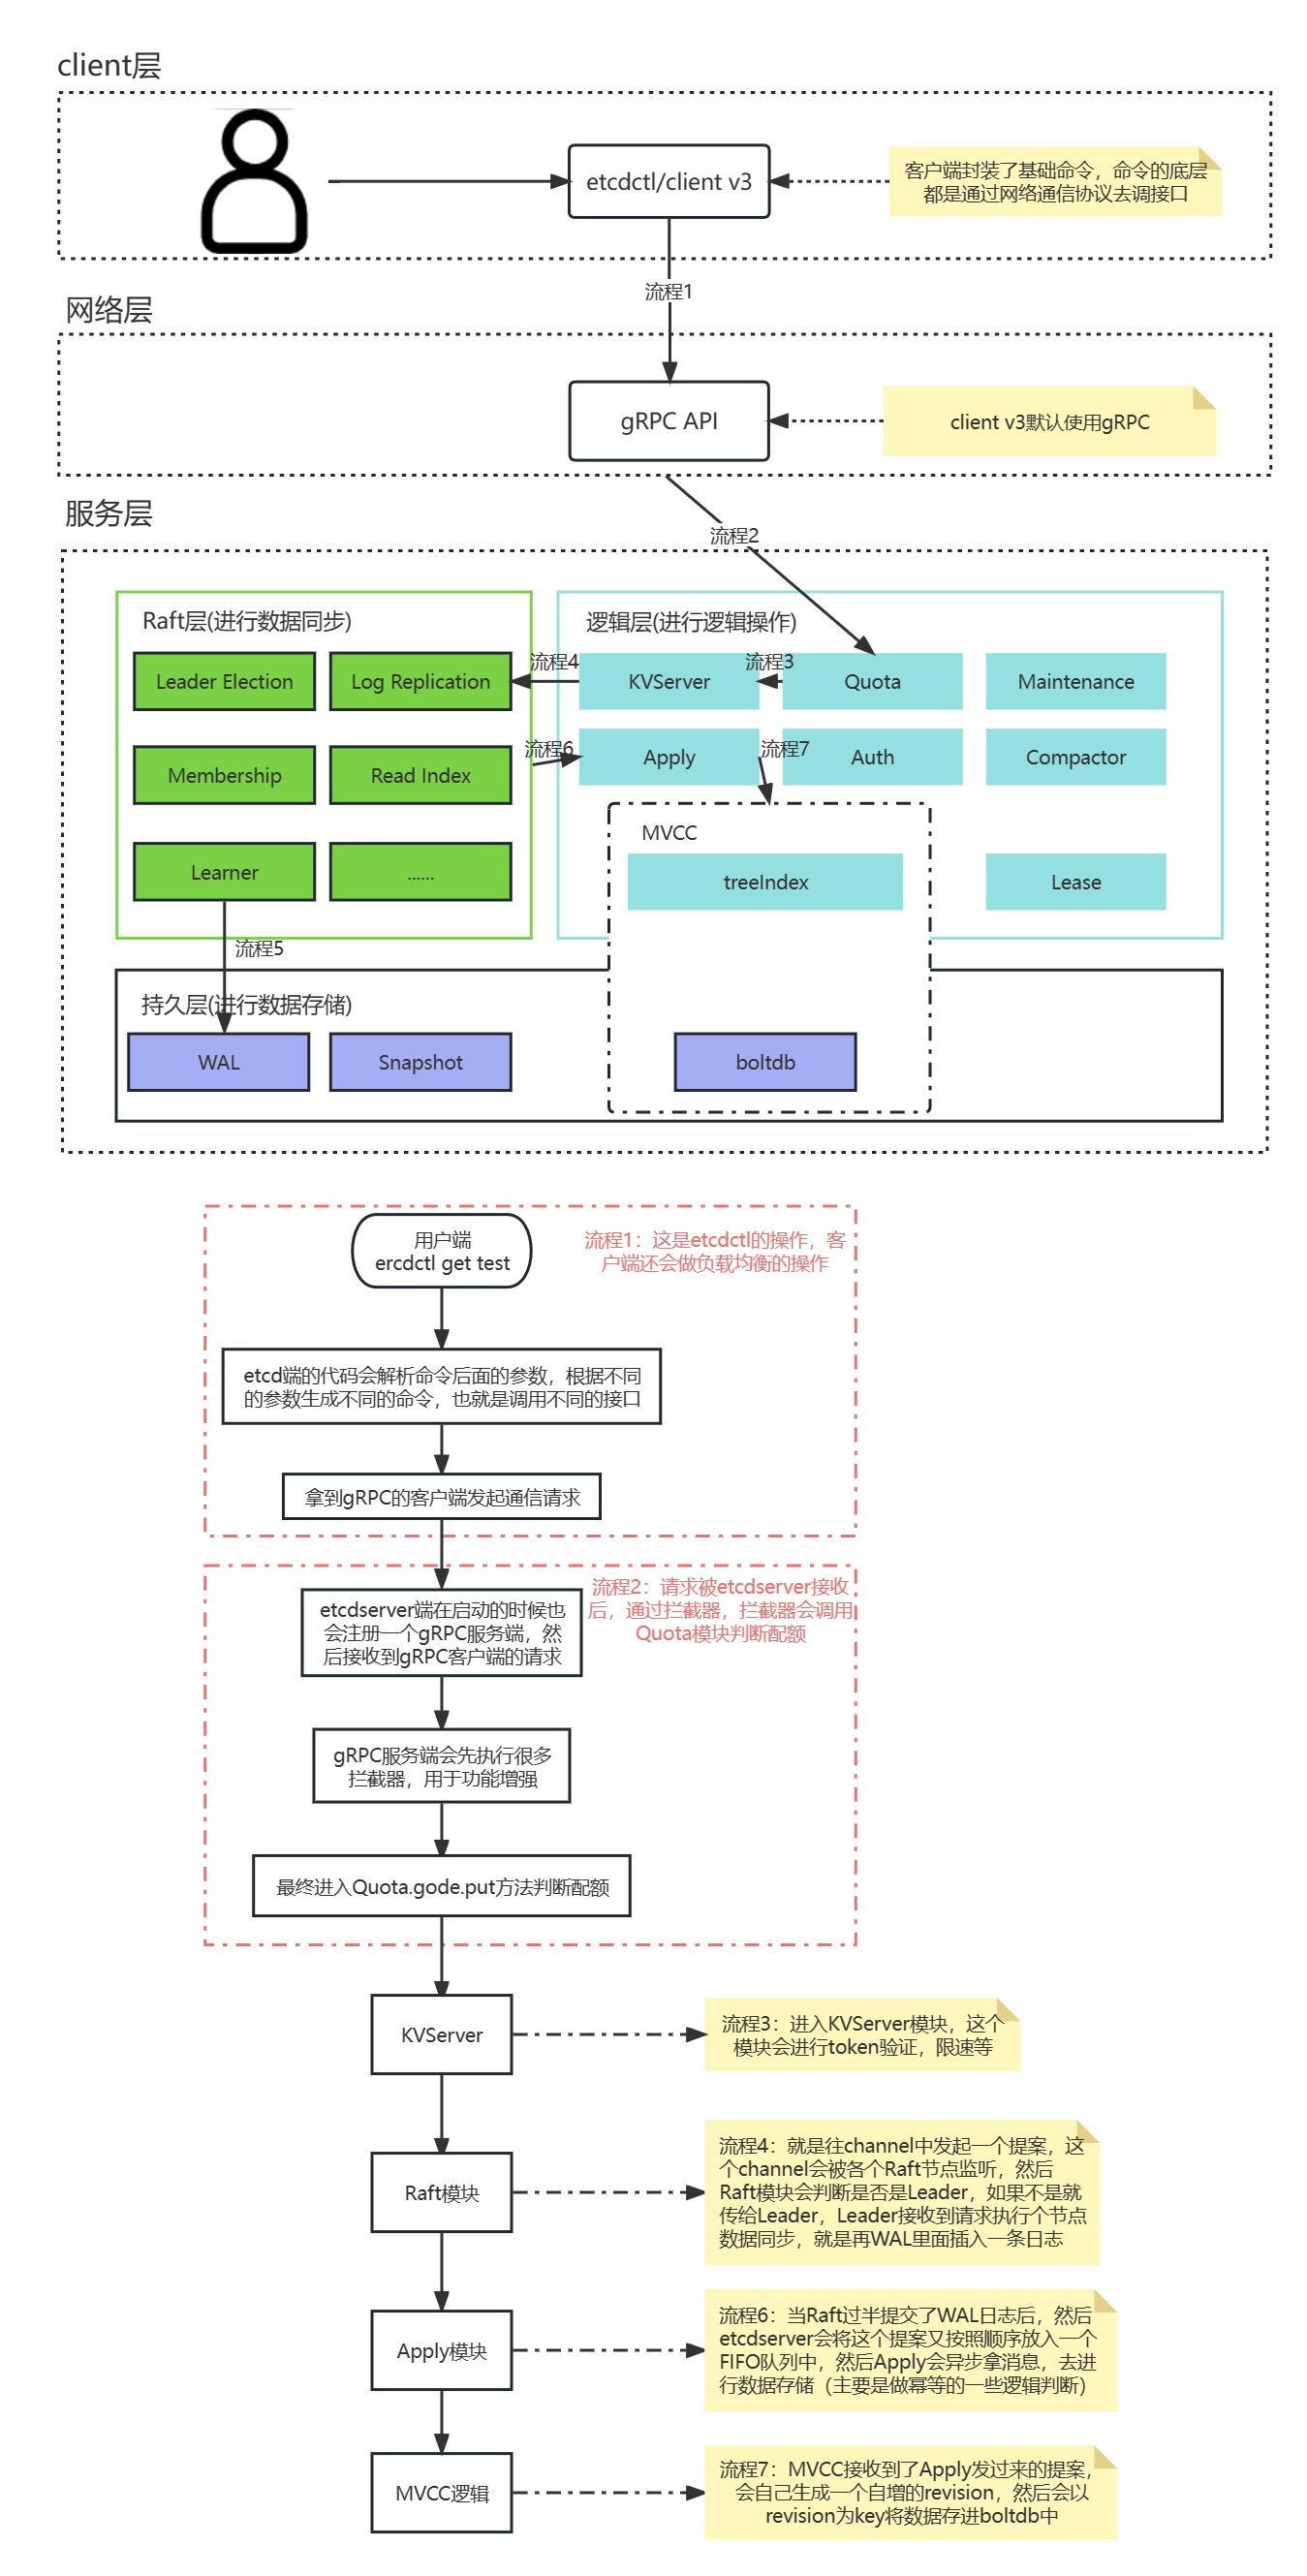 client层
etcdctl/client v3
客户端封装了基础命令，命令的底层
都是通过网络通信协议去调接口
流程1
网络层
gRPC API
client v3默认使用gRPC
服务层
流程2
Raft层(进行数据同步)
逻辑层(进行逻辑操作)
Leader Election
Log Replication
流程4
KVServer
流程3
Quota
Maintenance
Membership
Read Index
流程6
Apply
流程7
Auth
Compactor
MVCC
Learner
......
treeIndex
Lease
流程5
持久层(进行数据存储)
WAL
Snapshot
boltdb
用户端
ercdctl get test
流程1：这是etcdctl的操作，客
户端还会做负载均衡的操作
etcd端的代码会解析命令后面的参数，根据不同
的参数生成不同的命令，也就是调用不同的接口
拿到gRPC的客户端发起通信请求
流程2：请求被etcdserver接收
后，通过拦截器，拦截器会调用
Quota模块判断配额
etcdserver端在启动的时候也
会注册一个gRPC服务端，然
后接收到gRPC客户端的请求
gRPC服务端会先执行很多
拦截器，用于功能增强
最终进入Quota.gode.put方法判断配额
KVServer
流程3：进入KVServer模块，这个
模块会进行token验证，限速等
Raft模块
流程4：就是往channel中发起一个提案，这
个channel会被各个Raft节点监听，然后
Raft模块会判断是否是Leader，如果不是就
传给Leader，Leader接收到请求执行个节点
数据同步，就是再WAL里面插入一条日志
Apply模块
流程6：当Raft过半提交了WAL日志后，然后
etcdserver会将这个提案又按照顺序放入一个
FIFO队列中，然后Apply会异步拿消息，去进
行数据存储（主要是做幂等的一些逻辑判断）
MVCC逻辑
流程7：MVCC接收到了Apply发过来的提案，
会自己生成一个自增的revision，然后会以
revision为key将数据存进boltdb中